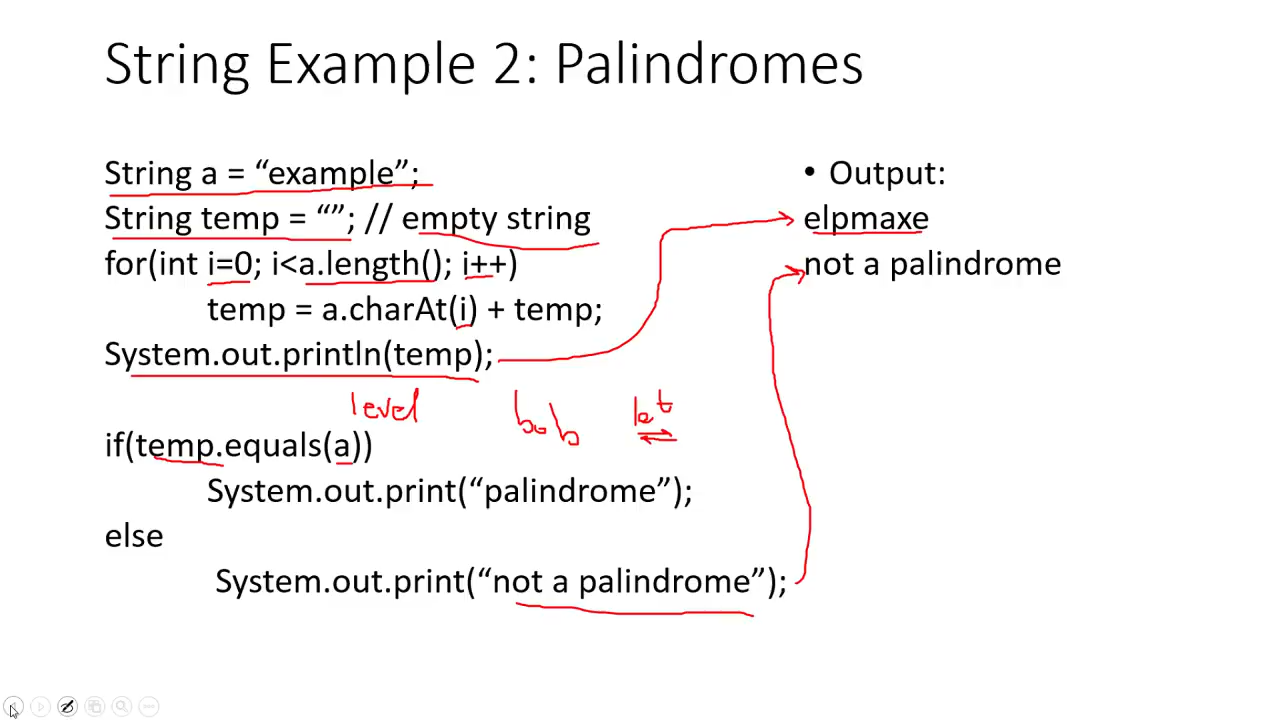 String Example 2: Palindromes
String a = “example”;
String temp = “”; // empty string
for(int i=0; i<a.length(); i++)
temp = a.charAt(i) + temp;
System.out.println(temp);
level bob let
if(temp.equals(a))
System.out.print(“palindrome”);
else
System.out.print(“not a palindrome”);
• Output:
elpmaxe
not a palindrome